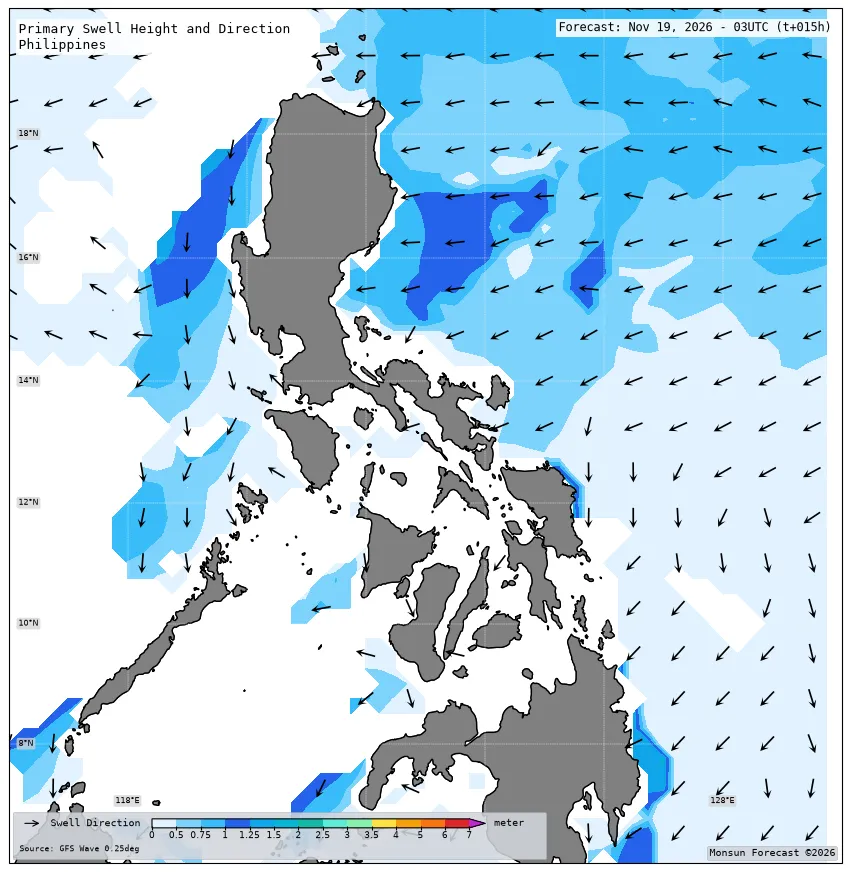 Primary Swell Height and Direction
Philippines
Forecast: Nov 19, 2026 - 03UTC (t+015h)
18°N
16°N
14°N
12°N
10°N
8°N
118°E
128°E
Swell Direction
0 0.5 0.75 1 1.25 1.5 2 2.5 3 3.5 4 5 6 7
meter
Source: GFS Wave 0.25deg
Monsun Forecast ©2026